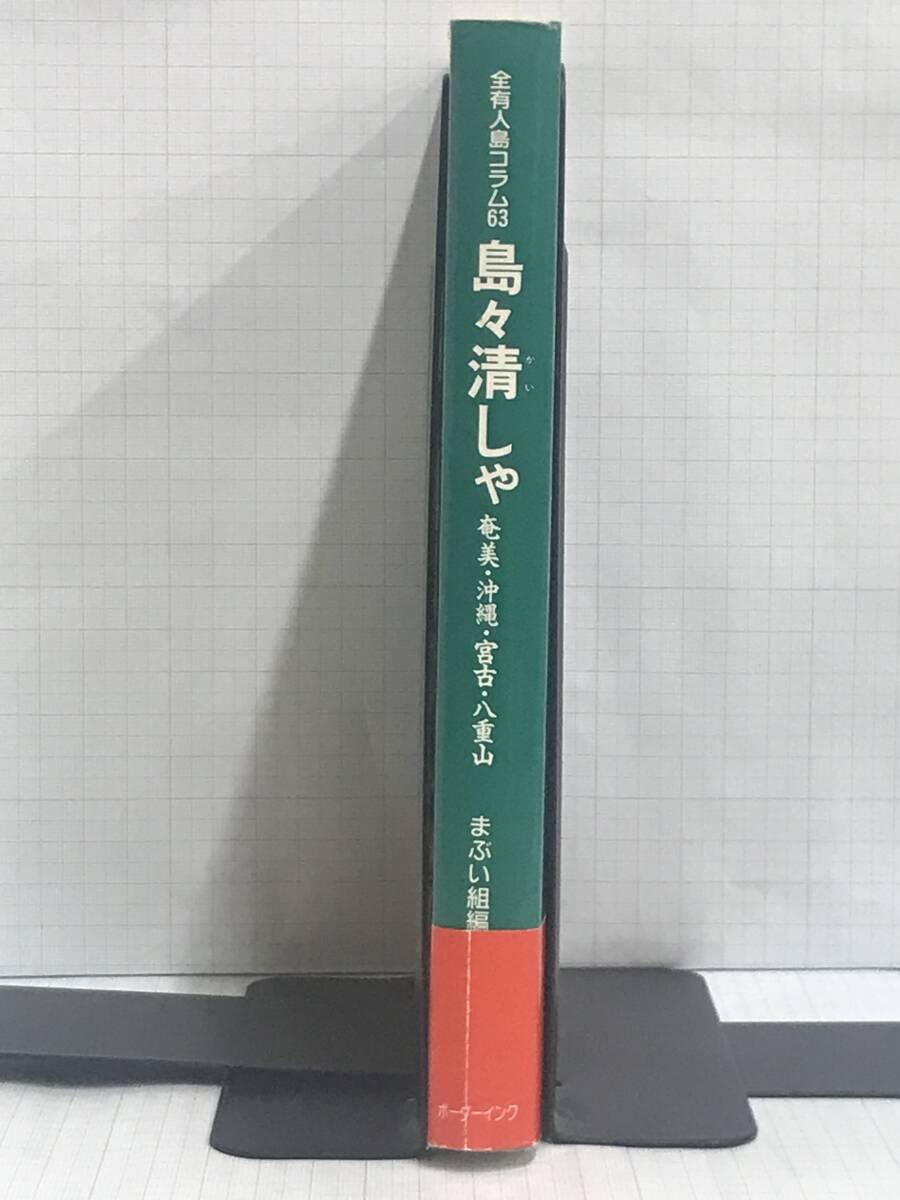 全有人島コラム63
島々清しや
かい
奄美・沖縄・宮古・八重山
まぶい組編
ボーダーインク